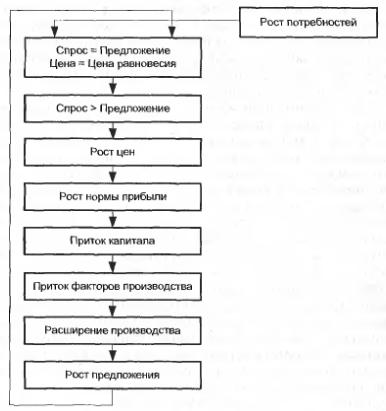 Рост потребностей
Спрос = Предложение
Цена = Цена равновесия
Спрос > Предложение
Рост цен
Рост нормы прибыли
Приток капитала
Приток факторов производства
Расширение производства
Рост предложения